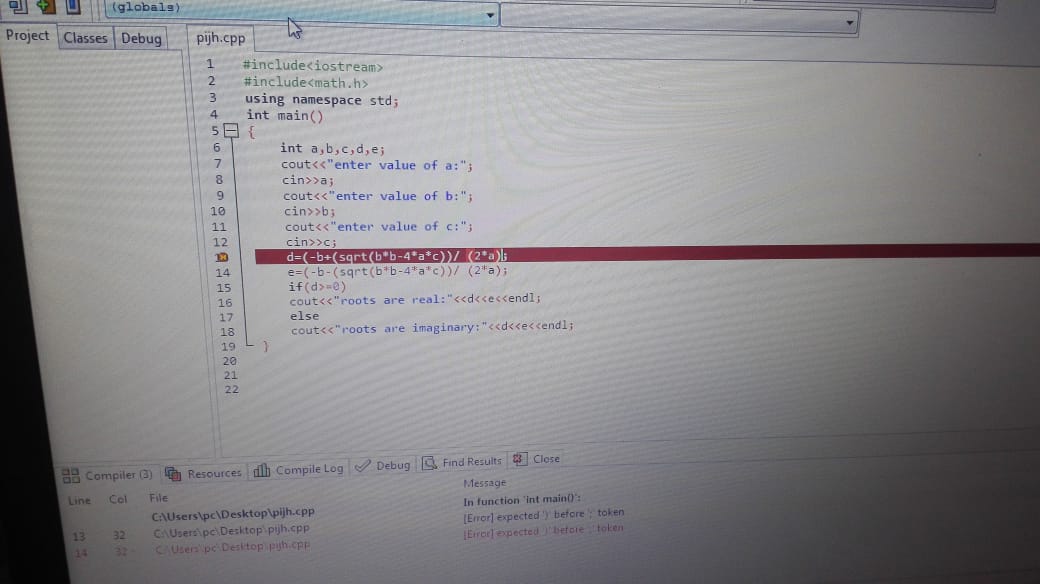 (globals)
Project Classes Debug pijh.cpp
1 #include<iostream>
2 #include<math.h>
3 using namespace std;
4 int main()
5 {
6 int a,b,c,d,e;
7 cout<<"enter value of a:";
8 cin>>a;
9 cout<<"enter value of b:";
10 cin>>b;
11 cout<<"enter value of c:";
12 cin>>c;
d=(-b+(sqrt(b*b-4*a*c))/ (2*a);
14 e=(-b-(sqrt(b*b-4*a*c))/ (2*a);
15 if(d>=0)
16 cout<<"roots are real:"<<d<<e<<endl;
17 else
18 cout<<"roots are imaginary:"<<d<<e<<endl;
19 }
20
21
22
Compiler (3) Resources Compile Log Debug Find Results Close
Line Col File Message
C:\Users\pc\Desktop\pijh.cpp In function 'int main()':
13 32 C:\Users\pc\Desktop\pijh.cpp [Error] expected ')' before ';' token
14 32 C:\Users\pc\Desktop\pijh.cpp [Error] expected ')' before ';' token